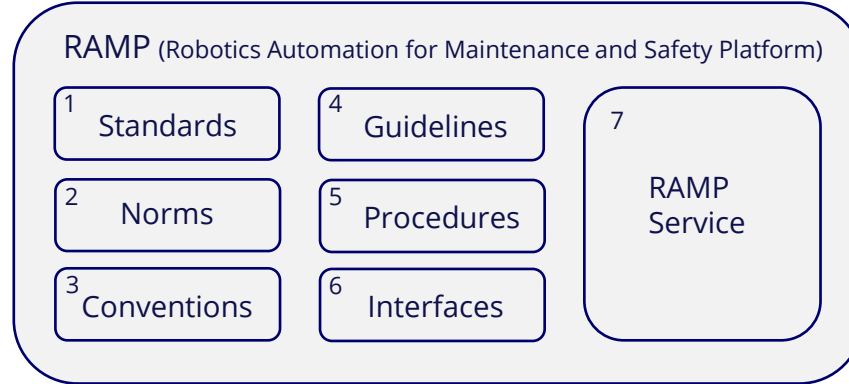 RAMP (Robotics Automation for Maintenance and Safety Platform)
1
Standards
2
Norms
3
Conventions
4
Guidelines
5
Procedures
6
Interfaces
7
RAMP
Service